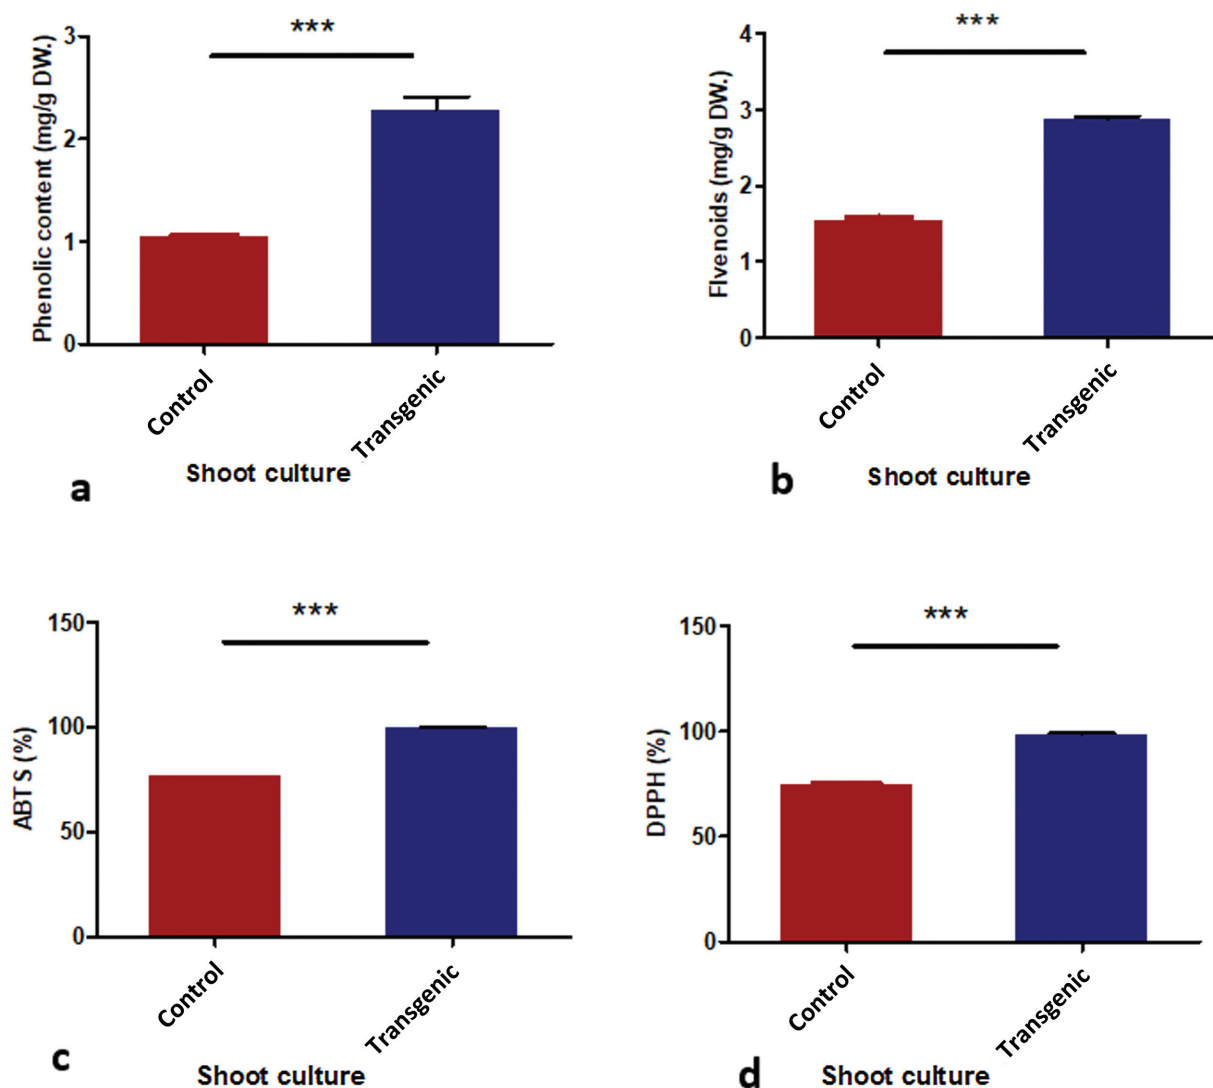 ***
3
2
1
0
Phenolic content (mg/g DW.)
Control
Transgenic
Shoot culture
a
***
4
3
2
1
0
Flvenoids (mg/g DW.)
Control
Transgenic
Shoot culture
b
***
150
100
50
0
ABT S (%)
Control
Transgenic
Shoot culture
c
***
150
100
50
0
DPPH (%)
Control
Transgenic
Shoot culture
d